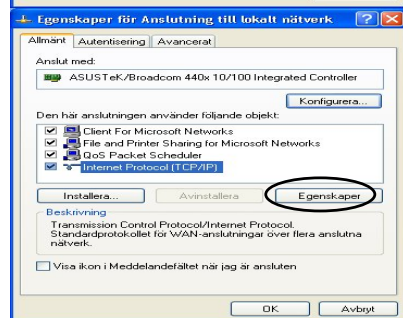 Egenskaper för Anslutning till lokalt nätverk
Allmänt Autentisering Avancerat
Anslut med:
ASUSTeK/Broadcom 440x 10/100 Integrated Controller
Konfigurera...
Den här anslutningen använder följande objekt:
Client For Microsoft Networks
File and Printer Sharing for Microsoft Networks
QoS Packet Scheduler
Internet Protocol (TCP/IP)
Installera... Avinstallera Egenskaper
Beskrivning
Transmission Control Protocol/Internet Protocol.
Standardprotokollet för WAN-anslutningar över flera anslutna
nätverk.
Visa ikon i Meddelandefältet när jag är ansluten
OK Avbryt